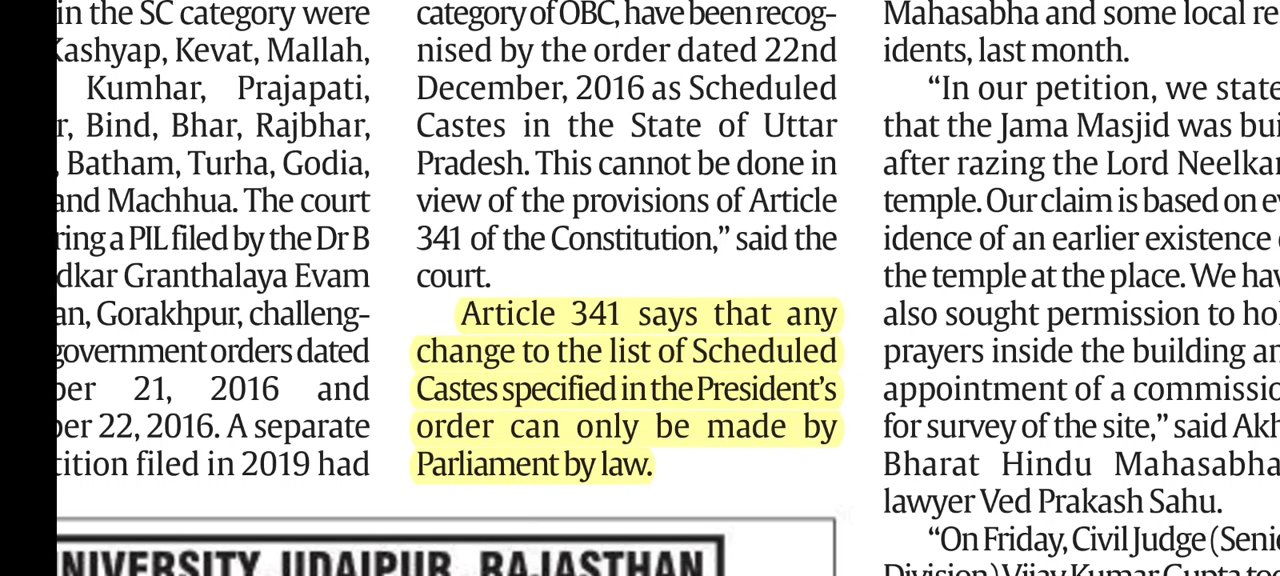 in the SC category were
Kashyap, Kevat, Mallah,
Kumhar, Prajapati,
Bind, Bhar, Rajbhar,
Batham, Turha, Godia,
and Machhua. The court
a PIL filed by the Dr B
Granthalaya Evam
Gorakhpur, challeng-
government orders dated
21, 2016 and
22, 2016. A separate
filed in 2019 had
category of OBC, have been recog-
nised by the order dated 22nd
December, 2016 as Scheduled
Castes in the State of Uttar
Pradesh. This cannot be done in
view of the provisions of Article
341 of the Constitution,” said the
court.
Article 341 says that any
change to the list of Scheduled
Castes specified in the President’s
order can only be made by
Parliament by law.
Mahasabha and some local re
idents, last month.
“In our petition, we state
that the Jama Masjid was bui
after razing the Lord Neelkan
temple. Our claim is based on ev
idence of an earlier existence
the temple at the place. We hav
also sought permission to hol
prayers inside the building an
appointment of a commissio
for survey of the site,” said Akh
Bharat Hindu Mahasabha
lawyer Ved Prakash Sahu.
“On Friday, Civil Judge (Senio
Division) Vijay Kumar Gupta too
UNIVERSITY, UDAIPUR, RAJASTHAN